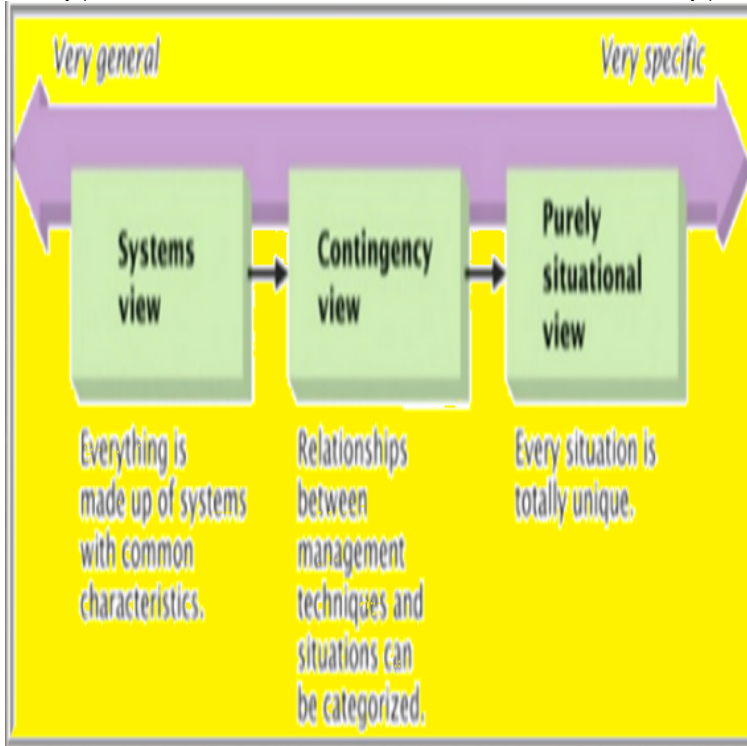 Very general
Very specific
Systems
view
Contingency
view
Purely
situational
view
Everything is
made up of systems
with common
characteristics.
Relationships
between
management
techniques and
situations can
be categorized.
Every situation is
totally unique.